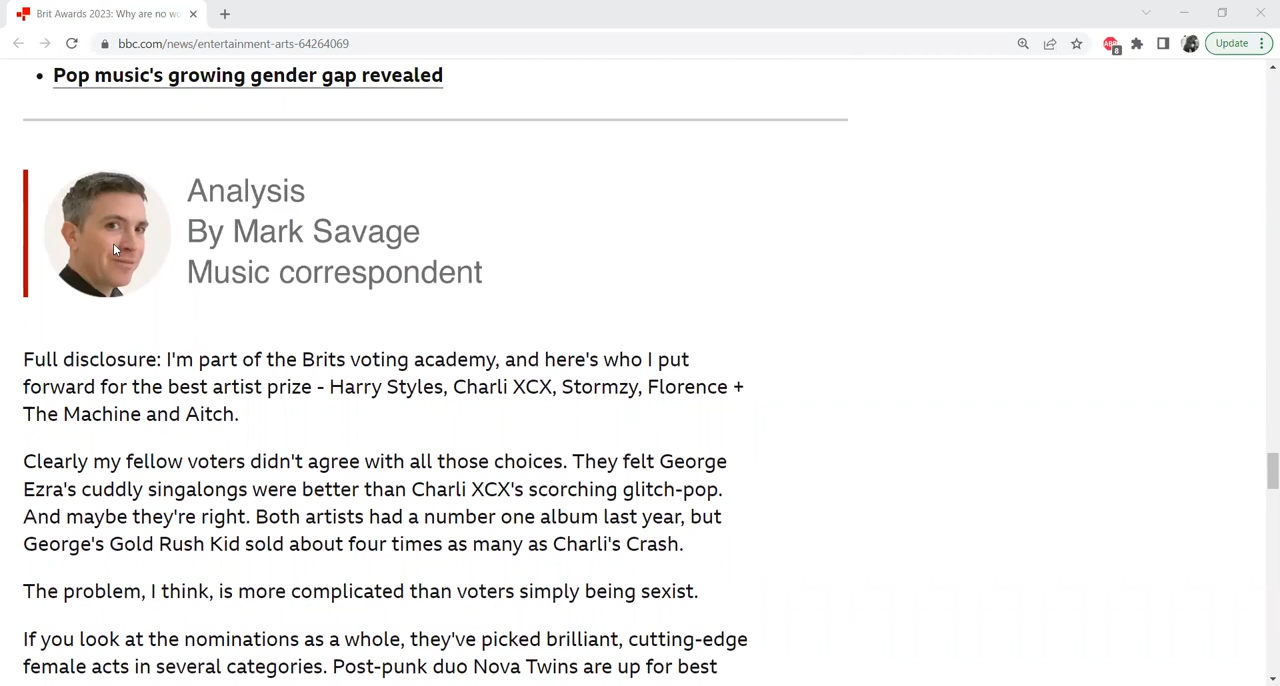 Brit Awards 2023: Why are no wo
bbc.com/news/entertainment-arts-64264069
Update
Pop music's growing gender gap revealed
Analysis
By Mark Savage
Music correspondent
Full disclosure: I'm part of the Brits voting academy, and here's who I put
forward for the best artist prize - Harry Styles, Charli XCX, Stormzy, Florence +
The Machine and Aitch.
Clearly my fellow voters didn't agree with all those choices. They felt George
Ezra's cuddly singalongs were better than Charli XCX's scorching glitch-pop.
And maybe they're right. Both artists had a number one album last year, but
George's Gold Rush Kid sold about four times as many as Charli's Crash.
The problem, I think, is more complicated than voters simply being sexist.
If you look at the nominations as a whole, they've picked brilliant, cutting-edge
female acts in several categories. Post-punk duo Nova Twins are up for best